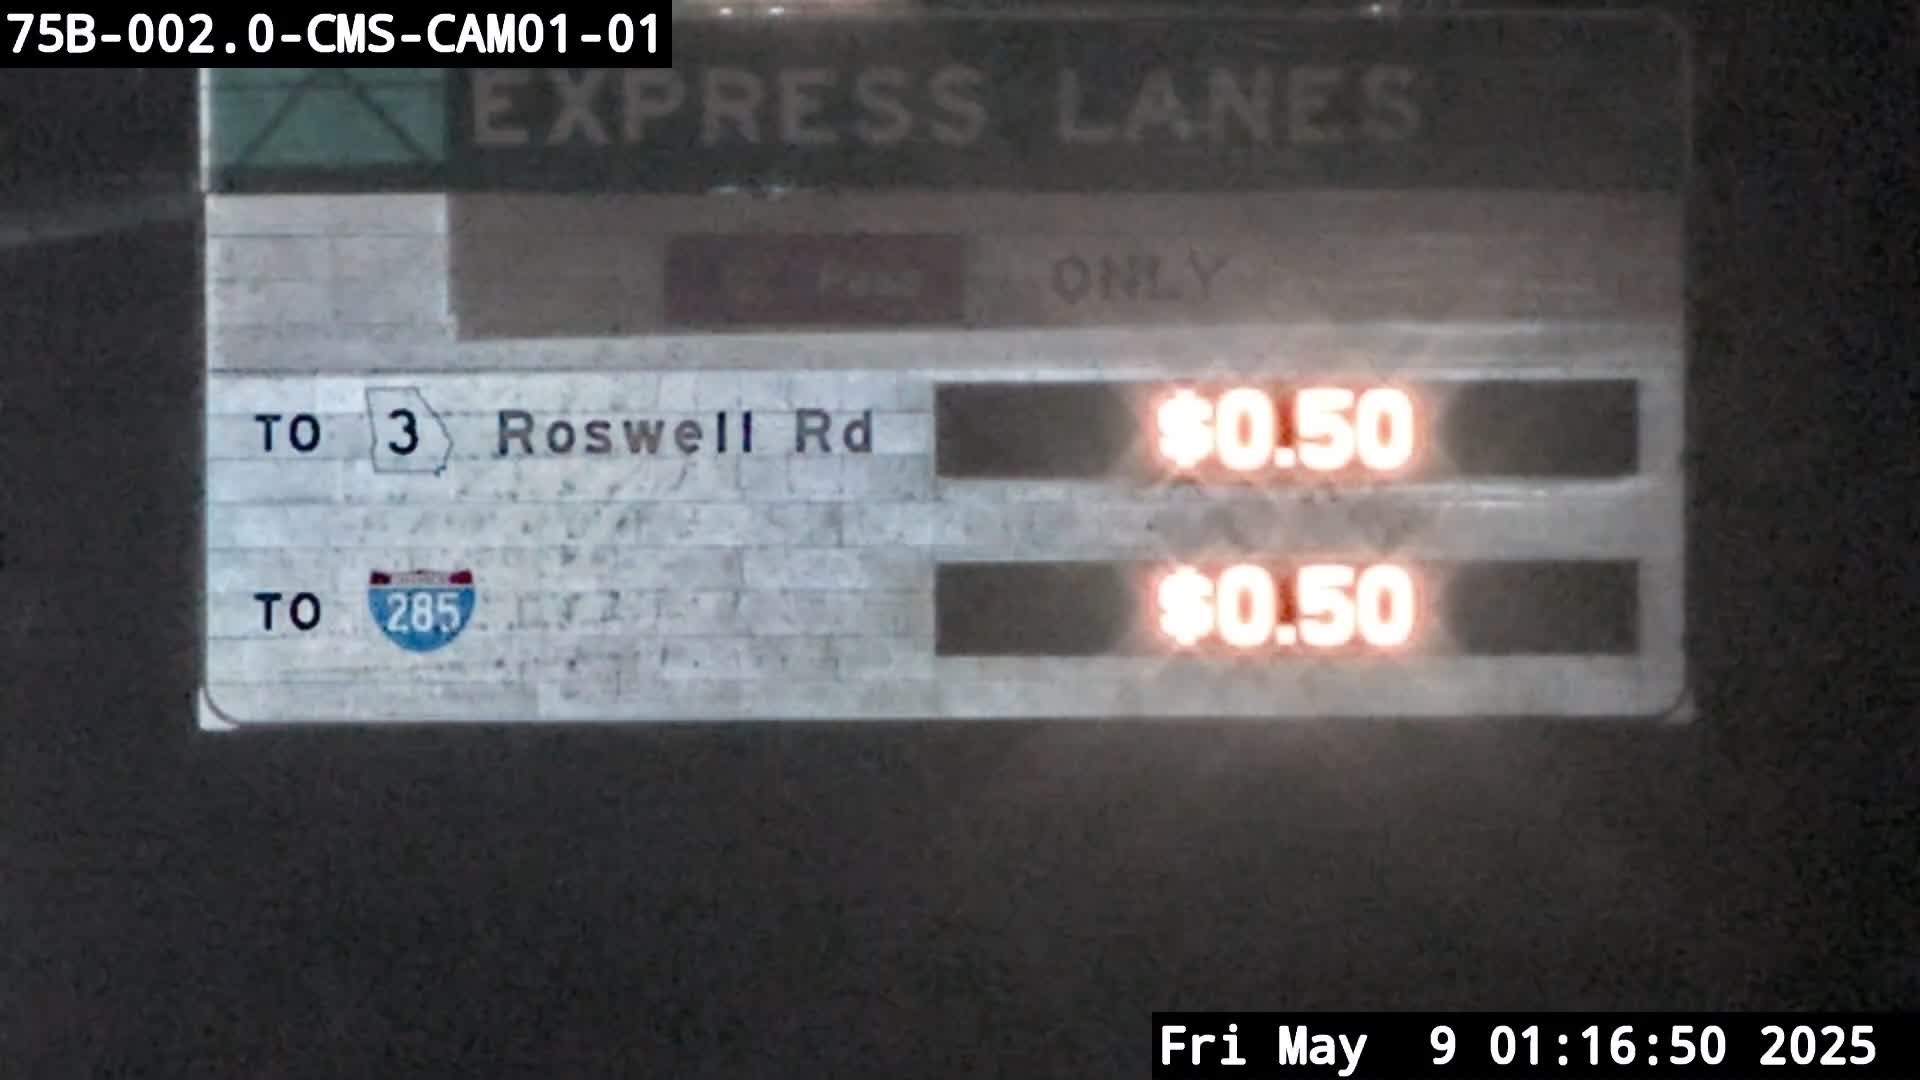 75B-002.0-CMS-CAM01-01
EXPRESS LANES
Pass ONLY
TO 3 Roswell Rd $0.50
TO 285 $0.50
Fri May 9 01:16:50 2025